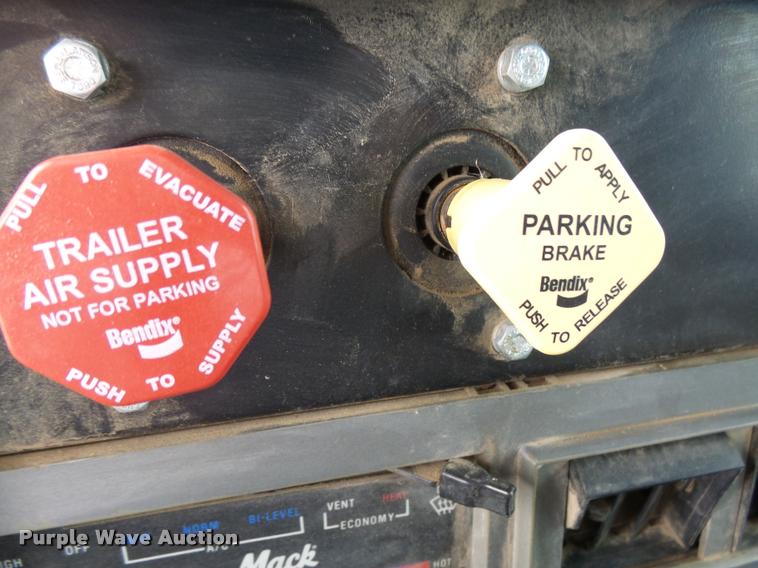 PULL TO EVACUATE
TRAILER
AIR SUPPLY
NOT FOR PARKING
Bendix®
PUSH TO SUPPLY
PULL TO APPLY
PARKING
BRAKE
Bendix®
PUSH TO RELEASE
VENT HEAT
NORM BI-LEVEL
ECONOMY
OFF
A/C
Mack
HIGH
HOT
Purple Wave Auction